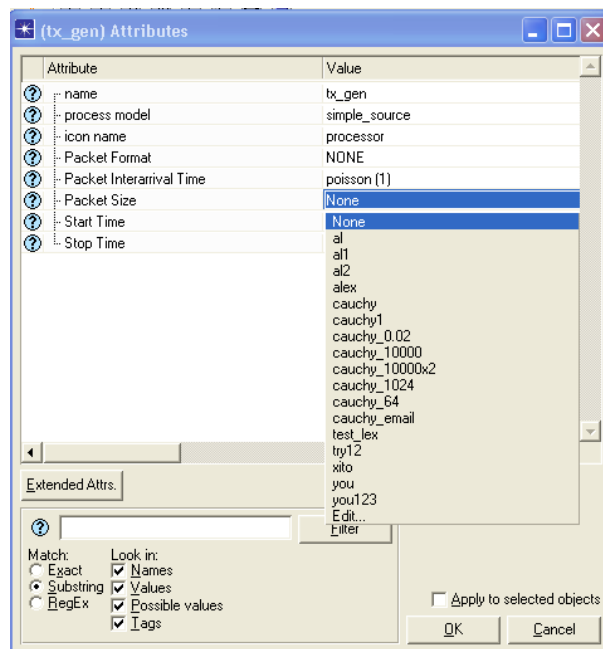 (tx_gen) Attributes
Attribute Value
name tx_gen
process model simple_source
icon name processor
Packet Format NONE
Packet Interarrival Time poisson (1)
Packet Size None
Start Time None
Stop Time al
al1
al2
alex
cauchy
cauchy1
cauchy_0.02
cauchy_10000
cauchy_10000x2
cauchy_1024
cauchy_64
cauchy_email
test_lex
try12
xito
you
you123
Edit...
Extended Attrs.
Filter
Match: Look in:
Exact Names
Substring Values
RegEx Possible values
Tags
Apply to selected objects
OK Cancel